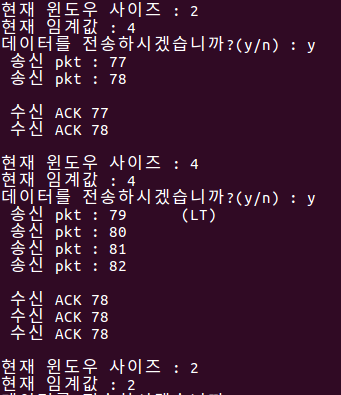 현재 윈도우 사이즈 : 2
현재 임계값 : 4
데이터를 전송하시겠습니까?(y/n) : y
송신 pkt : 77
송신 pkt : 78
수신 ACK 77
수신 ACK 78
현재 윈도우 사이즈 : 4
현재 임계값 : 4
데이터를 전송하시겠습니까?(y/n) : y
송신 pkt : 79 (LT)
송신 pkt : 80
송신 pkt : 81
송신 pkt : 82
수신 ACK 78
수신 ACK 78
수신 ACK 78
현재 윈도우 사이즈 : 2
현재 임계값 : 2